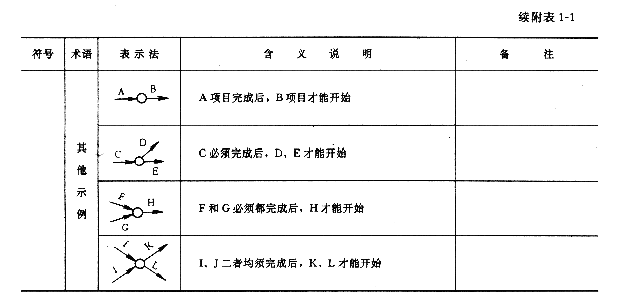 续附表 1-1
符号 术语 表示法 含义说明 备注
其他示例
A B
A 项目完成后，B 项目才能开始
C D E
C 必须完成后，D、E 才能开始
F G H
F 和 G 必须都完成后，H 才能开始
I J K L
I、J 二者均须完成后，K、L 才能开始